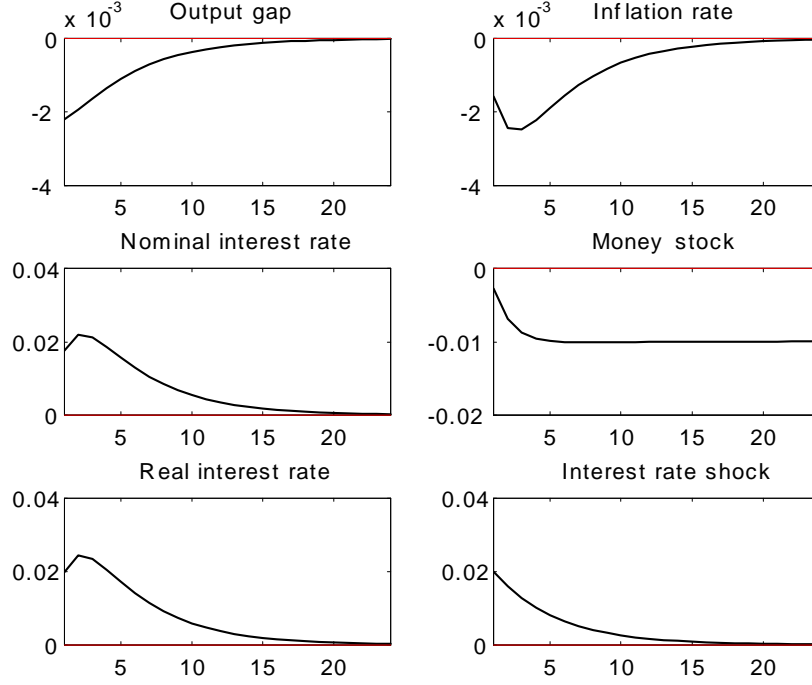 x 10^-3 Output gap
0
-2
-4
5 10 15 20
x 10^-3 Inflation rate
0
-2
-4
5 10 15 20
Nominal interest rate
0.04
0.02
0
5 10 15 20
Money stock
0
-0.01
-0.02
5 10 15 20
Real interest rate
0.04
0.02
0
5 10 15 20
Interest rate shock
0.04
0.02
0
5 10 15 20